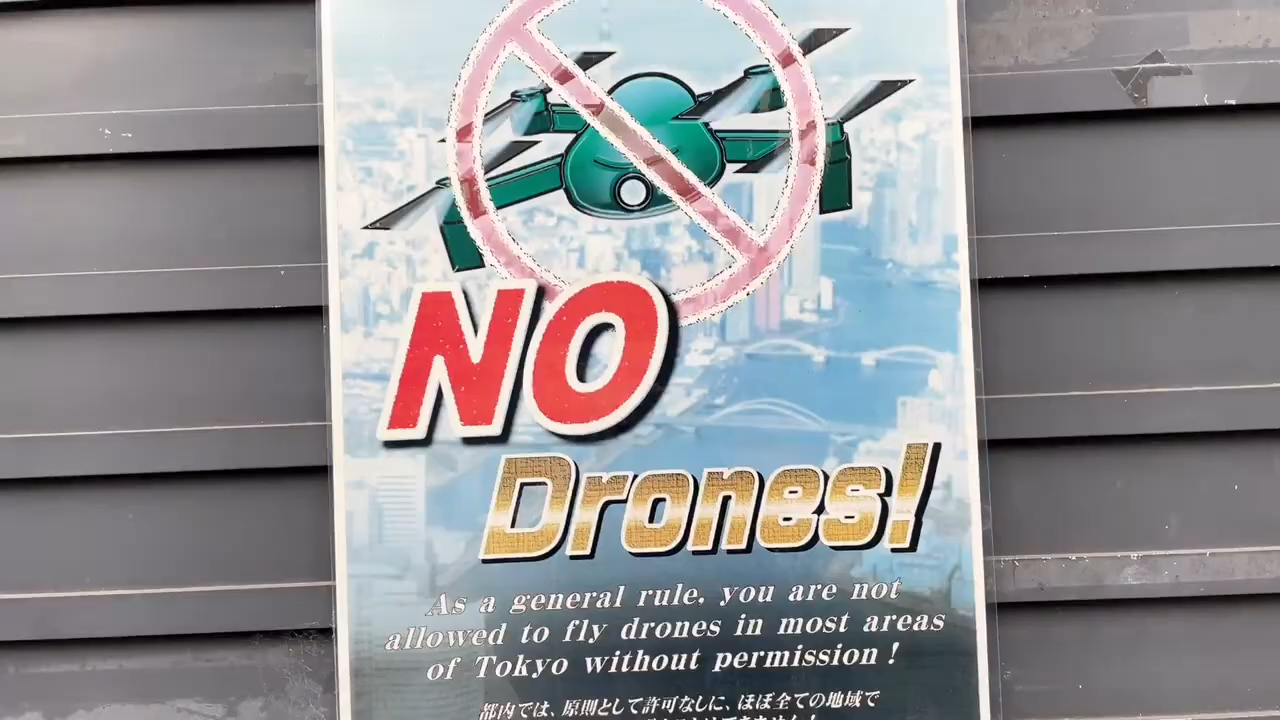 NO
Drones!
As a general rule, you are not
allowed to fly drones in most areas
of Tokyo without permission!
都内では、原則として許可なしに、ほぼ全ての地域で